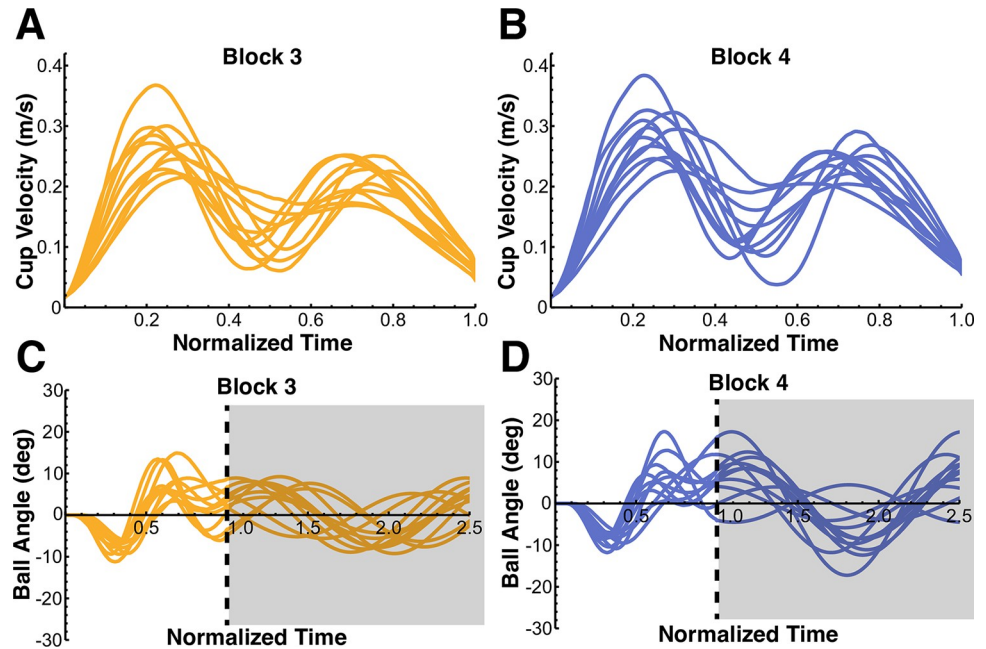 A
Block 3
Cup Velocity (m/s)
0.4
0.3
0.2
0.1
0
0.2 0.4 0.6 0.8 1.0
Normalized Time
B
Block 4
Cup Velocity (m/s)
0.4
0.3
0.2
0.1
0
0.2 0.4 0.6 0.8 1.0
Normalized Time
C
Block 3
Ball Angle (deg)
30
20
10
0
-10
-20
-30
0.5 1.0 1.5 2.0 2.5
Normalized Time
D
Block 4
Ball Angle (deg)
30
20
10
0
-10
-20
-30
0.5 1.0 1.5 2.0 2.5
Normalized Time